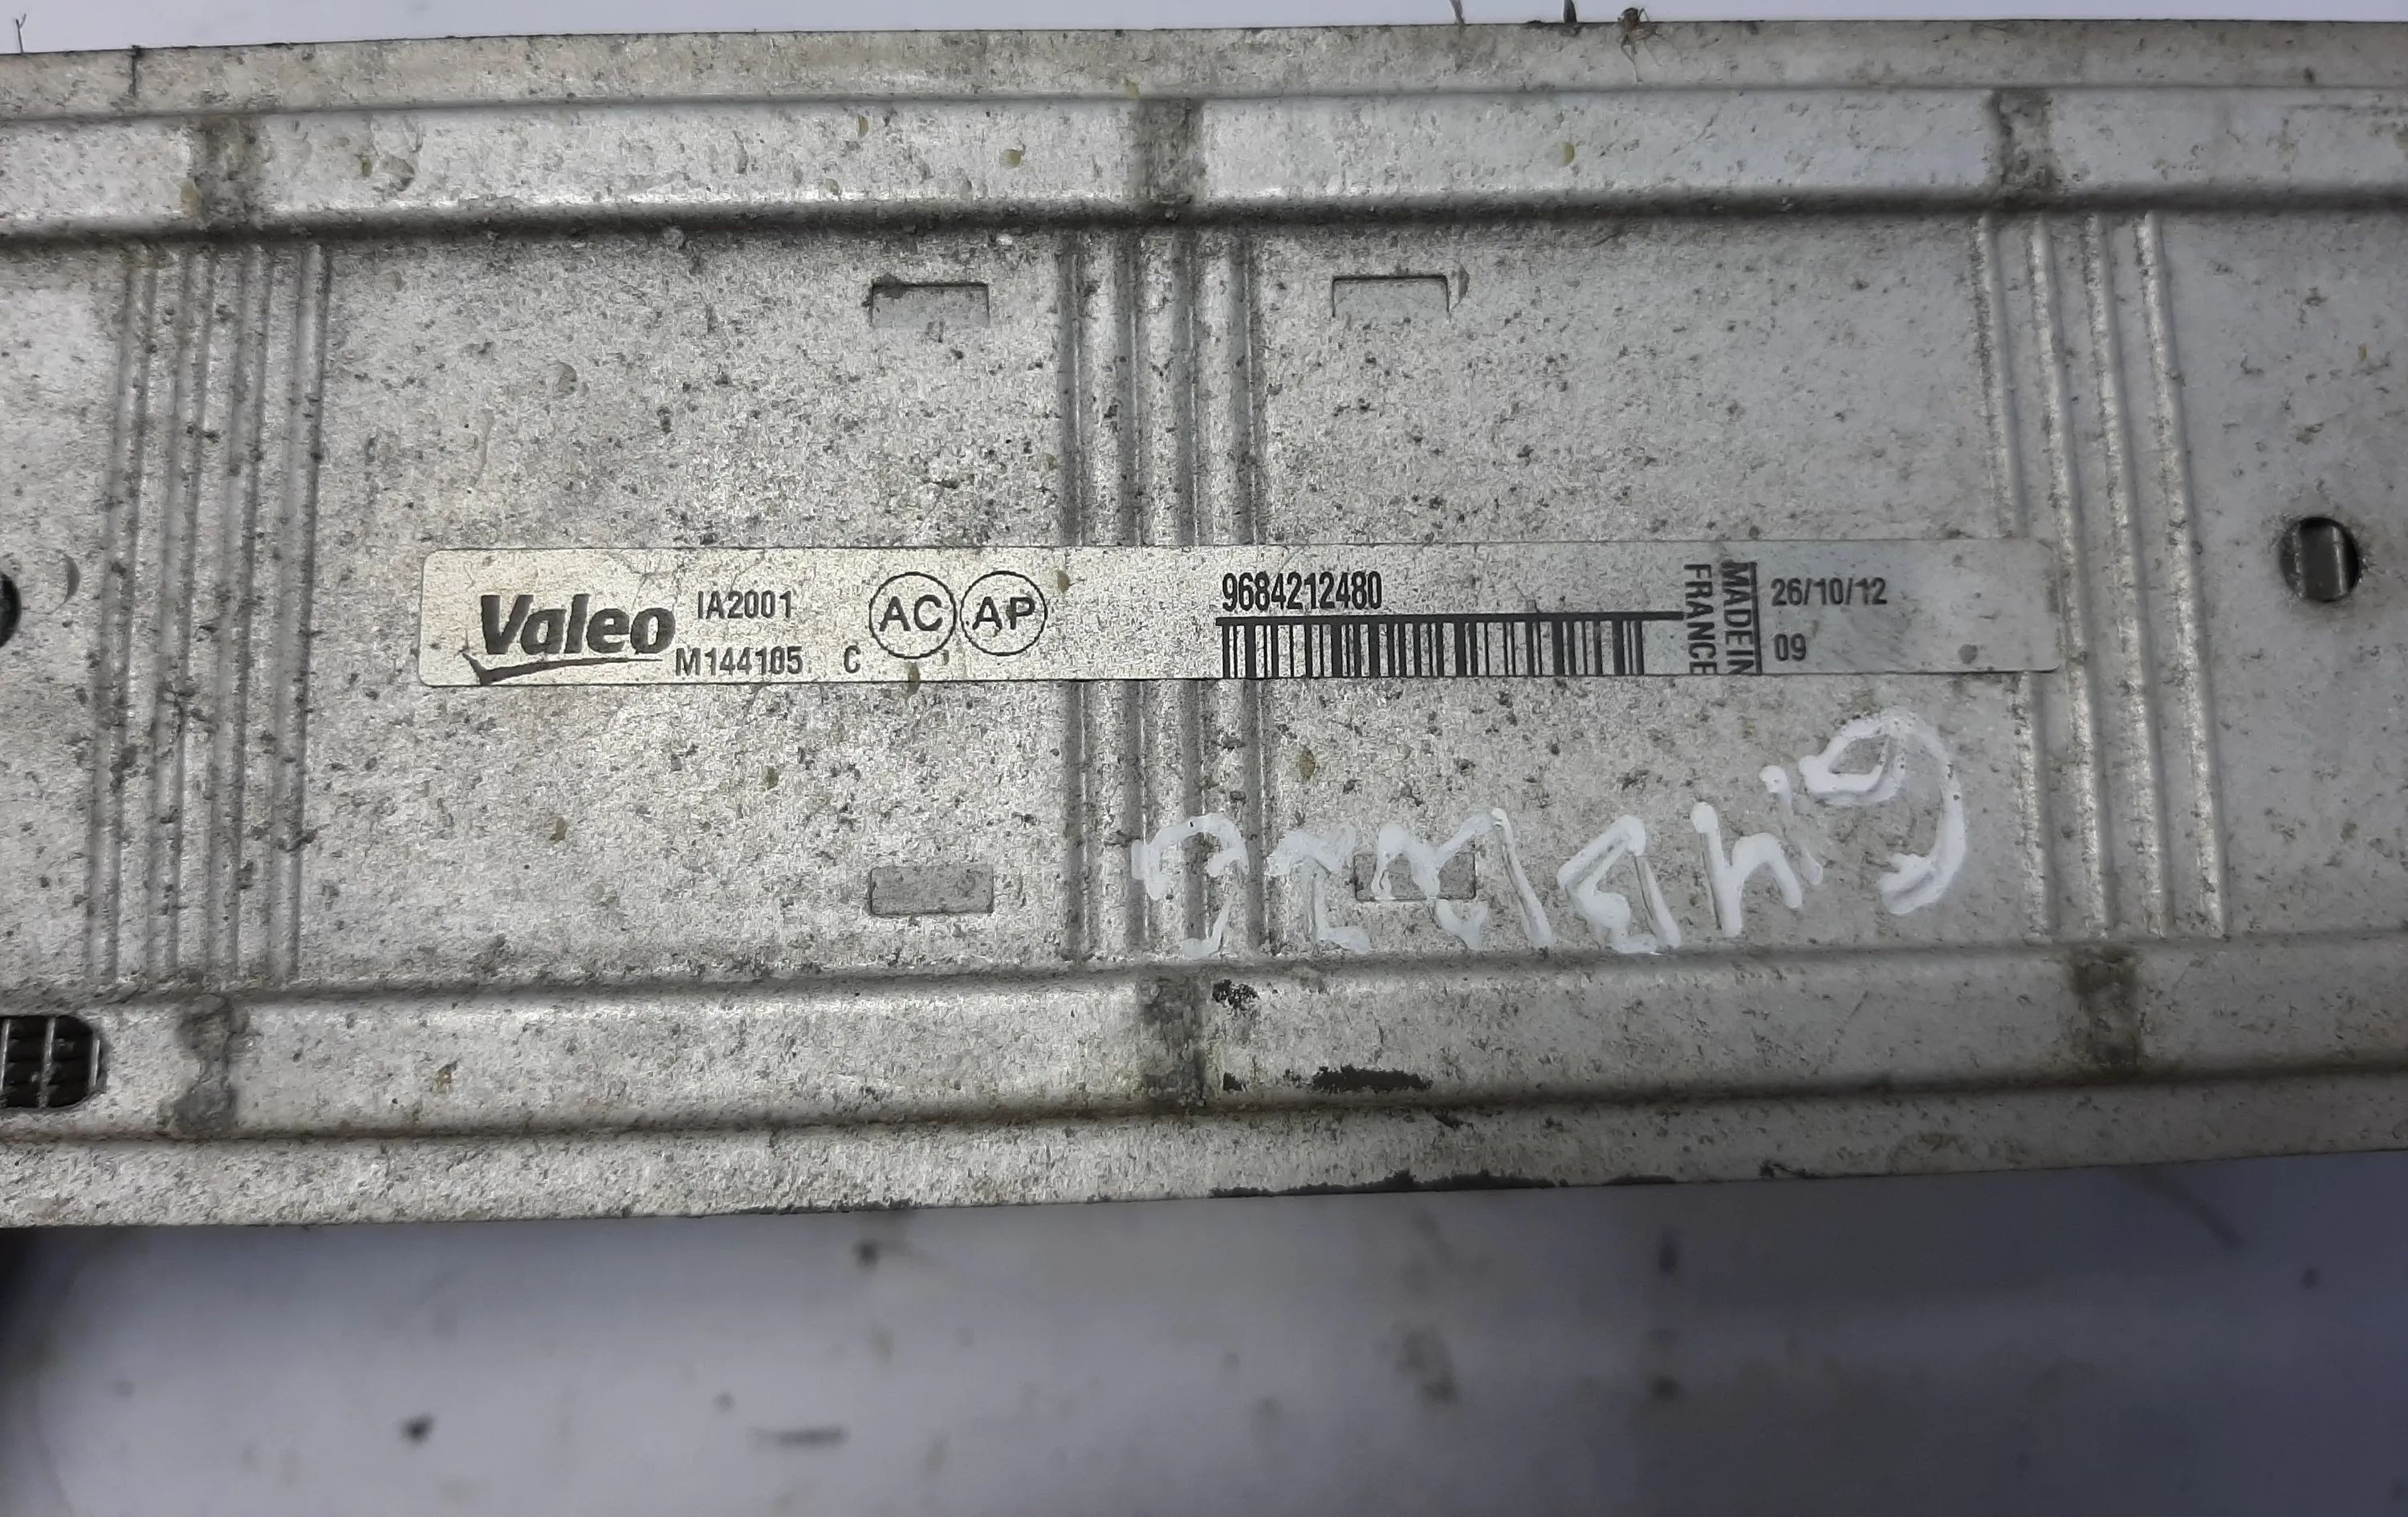 Valeo IA2001
M144105 C
AC AP
9684212480
MADE IN
FRANCE
26/10/12
09